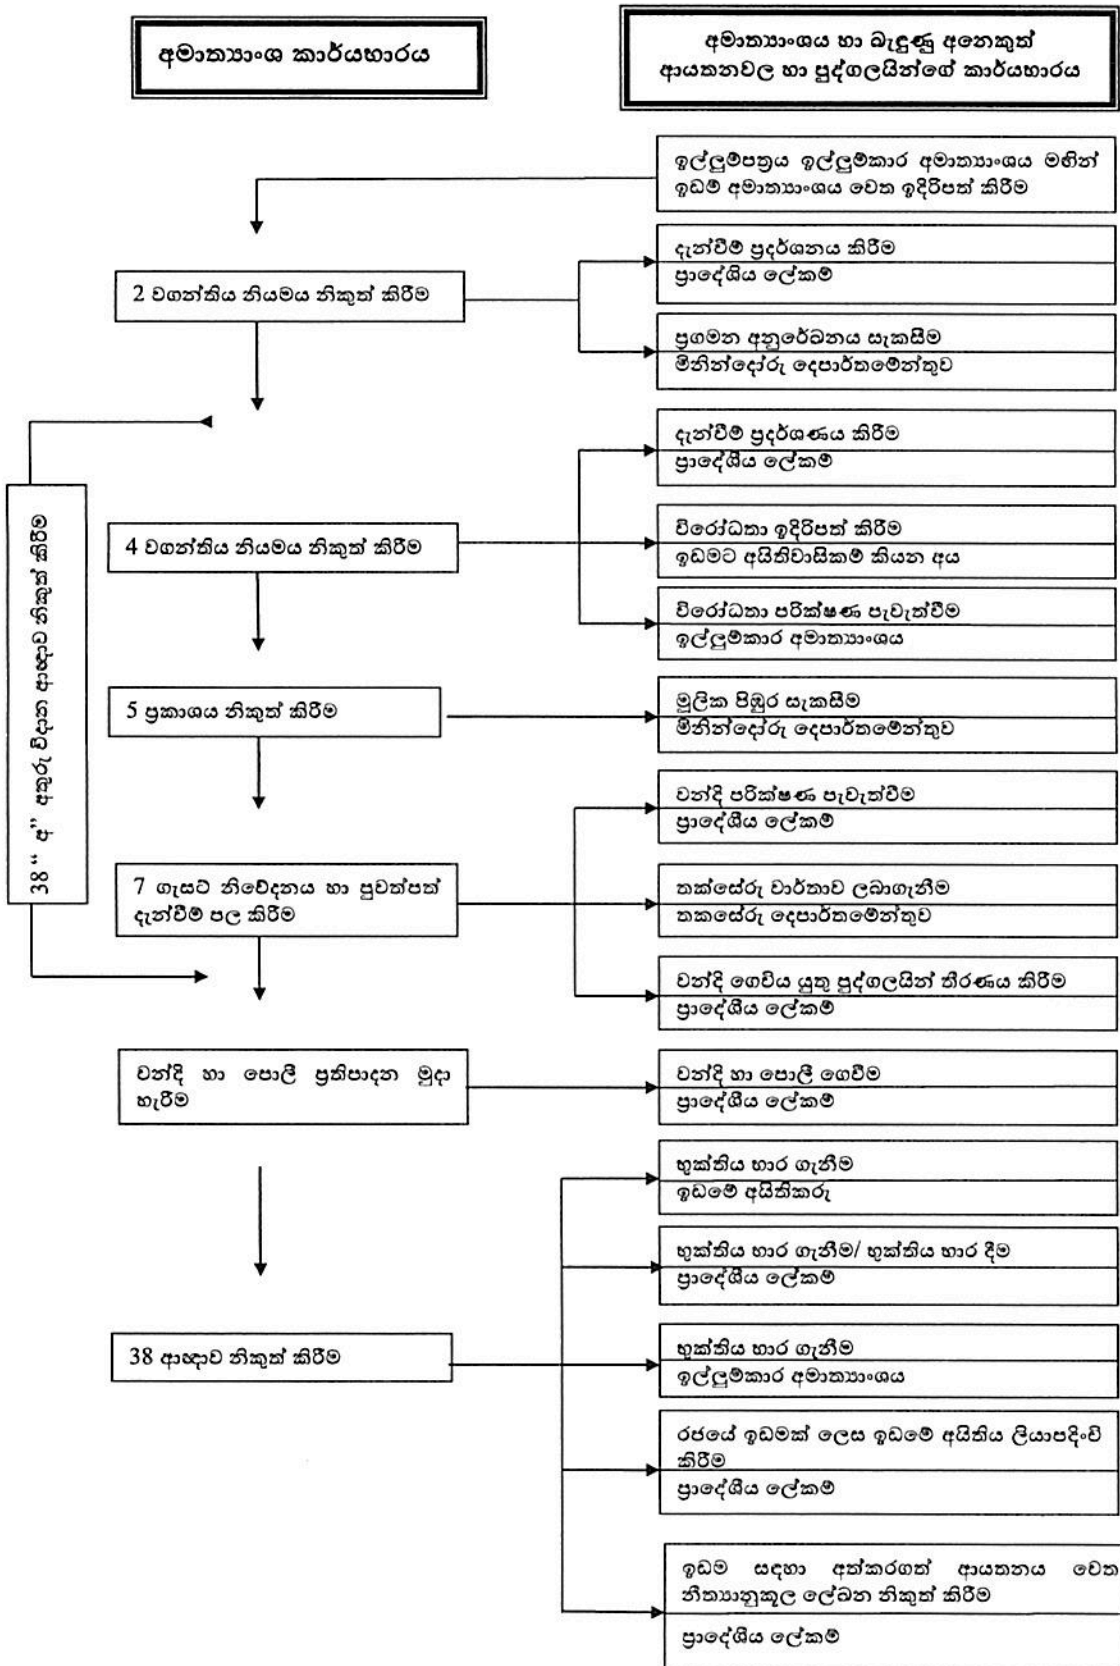 අමාත්‍යාංශ කාර්යභාරය
අමාත්‍යාංශය හා බැඳුණු අනෙකුත්
ආයතනවල හා පුද්ගලයින්ගේ කාර්යභාරය
ඉල්ලුම්පත්‍රය ඉල්ලුම්කාර අමාත්‍යාංශය මඟින්
ඉඩම් අමාත්‍යාංශය වෙත ඉදිරිපත් කිරීම
2 වගන්තිය නියමය නිකුත් කිරීම
දැන්වීම් ප්‍රදර්ශනය කිරීම
ප්‍රාදේශිය ලේකම්
ප්‍රගමන අනුරේඛනය සැකසීම
මිනින්දෝරු දෙපාර්තමේන්තුව
38" අ" අකුරු විදාන ආඥාව නිකුත් කිරීම
4 වගන්තිය නියමය නිකුත් කිරීම
දැන්වීම් ප්‍රදර්ශණය කිරීම
ප්‍රාදේශීය ලේකම්
විරෝධතා ඉදිරිපත් කිරීම
ඉඩමට අයිතිවාසිකම් කියන අය
විරෝධතා පරික්ෂණ පැවැත්වීම
ඉල්ලුම්කාර අමාත්‍යාංශය
5 ප්‍රකාශය නිකුත් කිරීම
මූලික පිඹුර සැකසීම
මිනින්දෝරු දෙපාර්තමේන්තුව
7 ගැසට් නිවේදනය හා පුවත්පත්
දැන්වීම් පල කිරීම
වන්දි පරික්ෂණ පැවැත්වීම
ප්‍රාදේශීය ලේකම්
තක්සේරු වාර්තාව ලබාගැනීම
තකසේරු දෙපාර්තමේන්තුව
වන්දි ගෙවිය යුතු පුද්ගලයින් තීරණය කිරීම
ප්‍රාදේශීය ලේකම්
වන්දි හා පොලී ප්‍රතිපාදන මුදා
හැරීම
වන්දි හා පොලී ගෙවීම
ප්‍රාදේශීය ලේකම්
භුක්තිය භාර ගැනීම
ඉඩමේ අයිතිකරු
භුක්තිය භාර ගැනීම/ භුක්තිය භාර දීම
ප්‍රාදේශීය ලේකම්
38 ආඥාව නිකුත් කිරීම
භුක්තිය භාර ගැනීම
ඉල්ලුම්කාර අමාත්‍යාංශය
රජයේ ඉඩමක් ලෙස ඉඩමේ අයිතිය ලියාපදිංචි
කිරීම
ප්‍රාදේශීය ලේකම්
ඉඩම සඳහා අත්කරගත් ආයතනය වෙත
නීත්‍යානුකූල ලේඛන නිකුත් කිරීම
ප්‍රාදේශීය ලේකම්